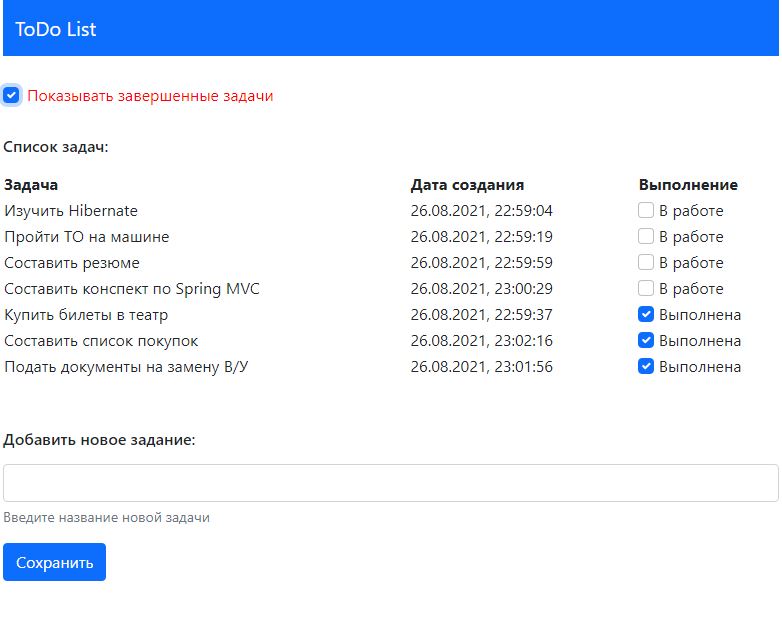 ToDo List
Показывать завершенные задачи
Список задач:
Задача Дата создания Выполнение
Изучить Hibernate 26.08.2021, 22:59:04 В работе
Пройти ТО на машине 26.08.2021, 22:59:19 В работе
Составить резюме 26.08.2021, 22:59:59 В работе
Составить конспект по Spring MVC 26.08.2021, 23:00:29 В работе
Купить билеты в театр 26.08.2021, 22:59:37 Выполнена
Составить список покупок 26.08.2021, 23:02:16 Выполнена
Подать документы на замену В/У 26.08.2021, 23:01:56 Выполнена
Добавить новое задание:
Введите название новой задачи
Сохранить